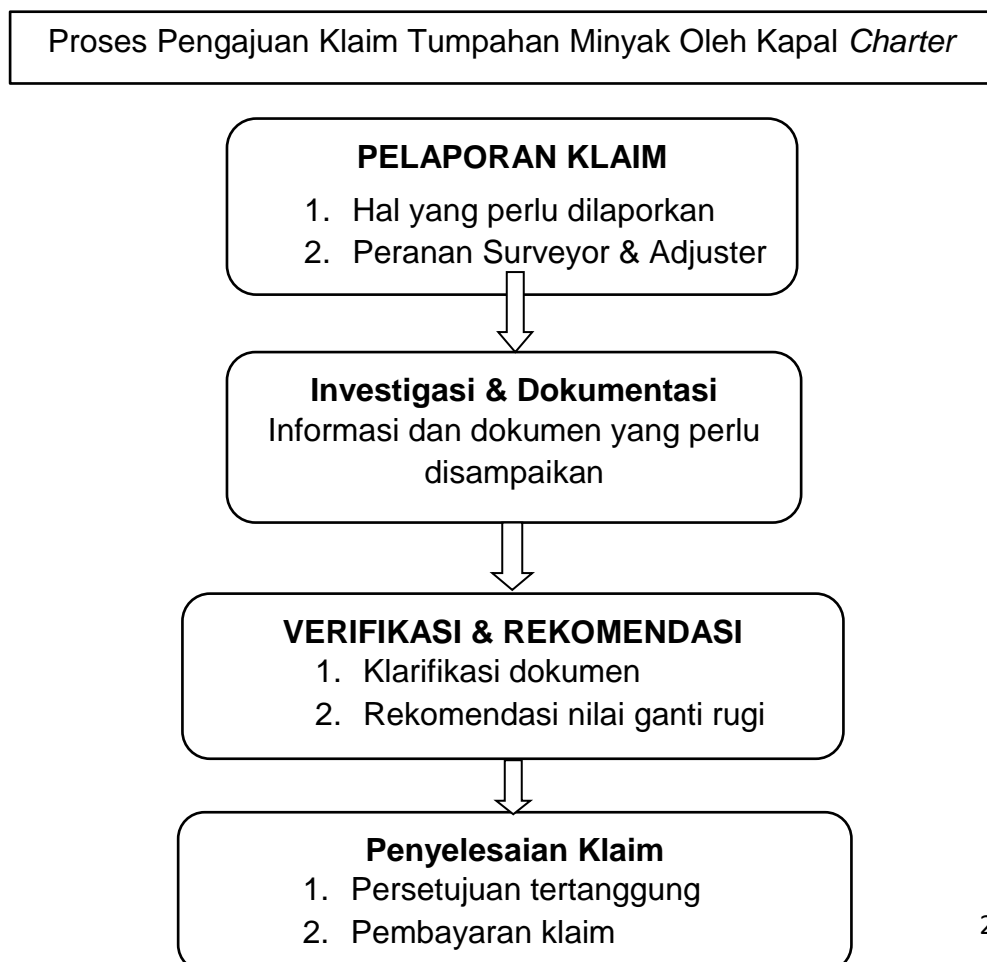 Proses Pengajuan Klaim Tumpahan Minyak Oleh Kapal Charter
PELAPORAN KLAIM
1. Hal yang perlu dilaporkan
2. Peranan Surveyor & Adjuster
Investigasi & Dokumentasi
Informasi dan dokumen yang perlu
disampaikan
VERIFIKASI & REKOMENDASI
1. Klarifikasi dokumen
2. Rekomendasi nilai ganti rugi
Penyelesaian Klaim
1. Persetujuan tertanggung
2. Pembayaran klaim